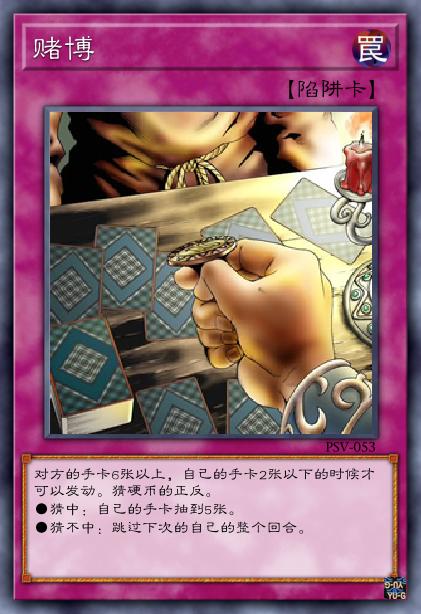 赌博
罠
【陷阱卡】
PSV-053
对方的手卡6张以上，自己的手卡2张以下的时候才
可以发动。猜硬币的正反。
●猜中：自己的手卡抽到5张。
●猜不中：跳过下次的自己的整个回合。
YU-G